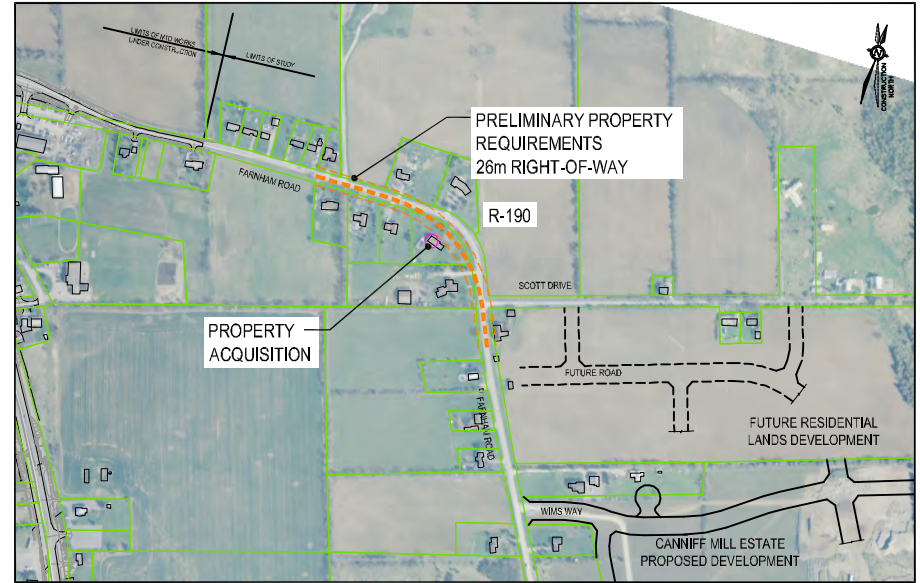 LIMITS OF MTO WORKS
UNDER CONSTRUCTION
LIMITS OF STUDY
N
CONSTRUCTION
NORTH
PRELIMINARY PROPERTY
REQUIREMENTS
26m RIGHT-OF-WAY
FARNHAM ROAD
R-190
SCOTT DRIVE
PROPERTY
ACQUISITION
FUTURE ROAD
FARNHAM ROAD
FUTURE RESIDENTIAL
LANDS DEVELOPMENT
WIMS WAY
CANNIFF MILL ESTATE
PROPOSED DEVELOPMENT